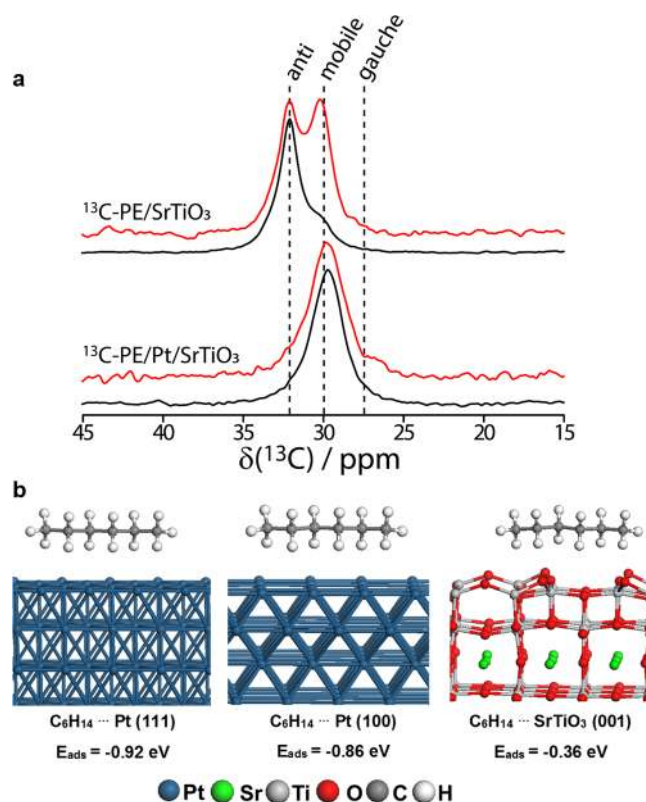 anti
mobile
gauche
a
¹³C-PE/SrTiO₃
¹³C-PE/Pt/SrTiO₃
45 40 35 30 25 20 15
δ(¹³C) / ppm
b
C₆H₁₄ ··· Pt (111) C₆H₁₄ ··· Pt (100) C₆H₁₄ ··· SrTiO₃ (001)
Eads = -0.92 eV Eads = -0.86 eV Eads = -0.36 eV
Pt Sr Ti O C H